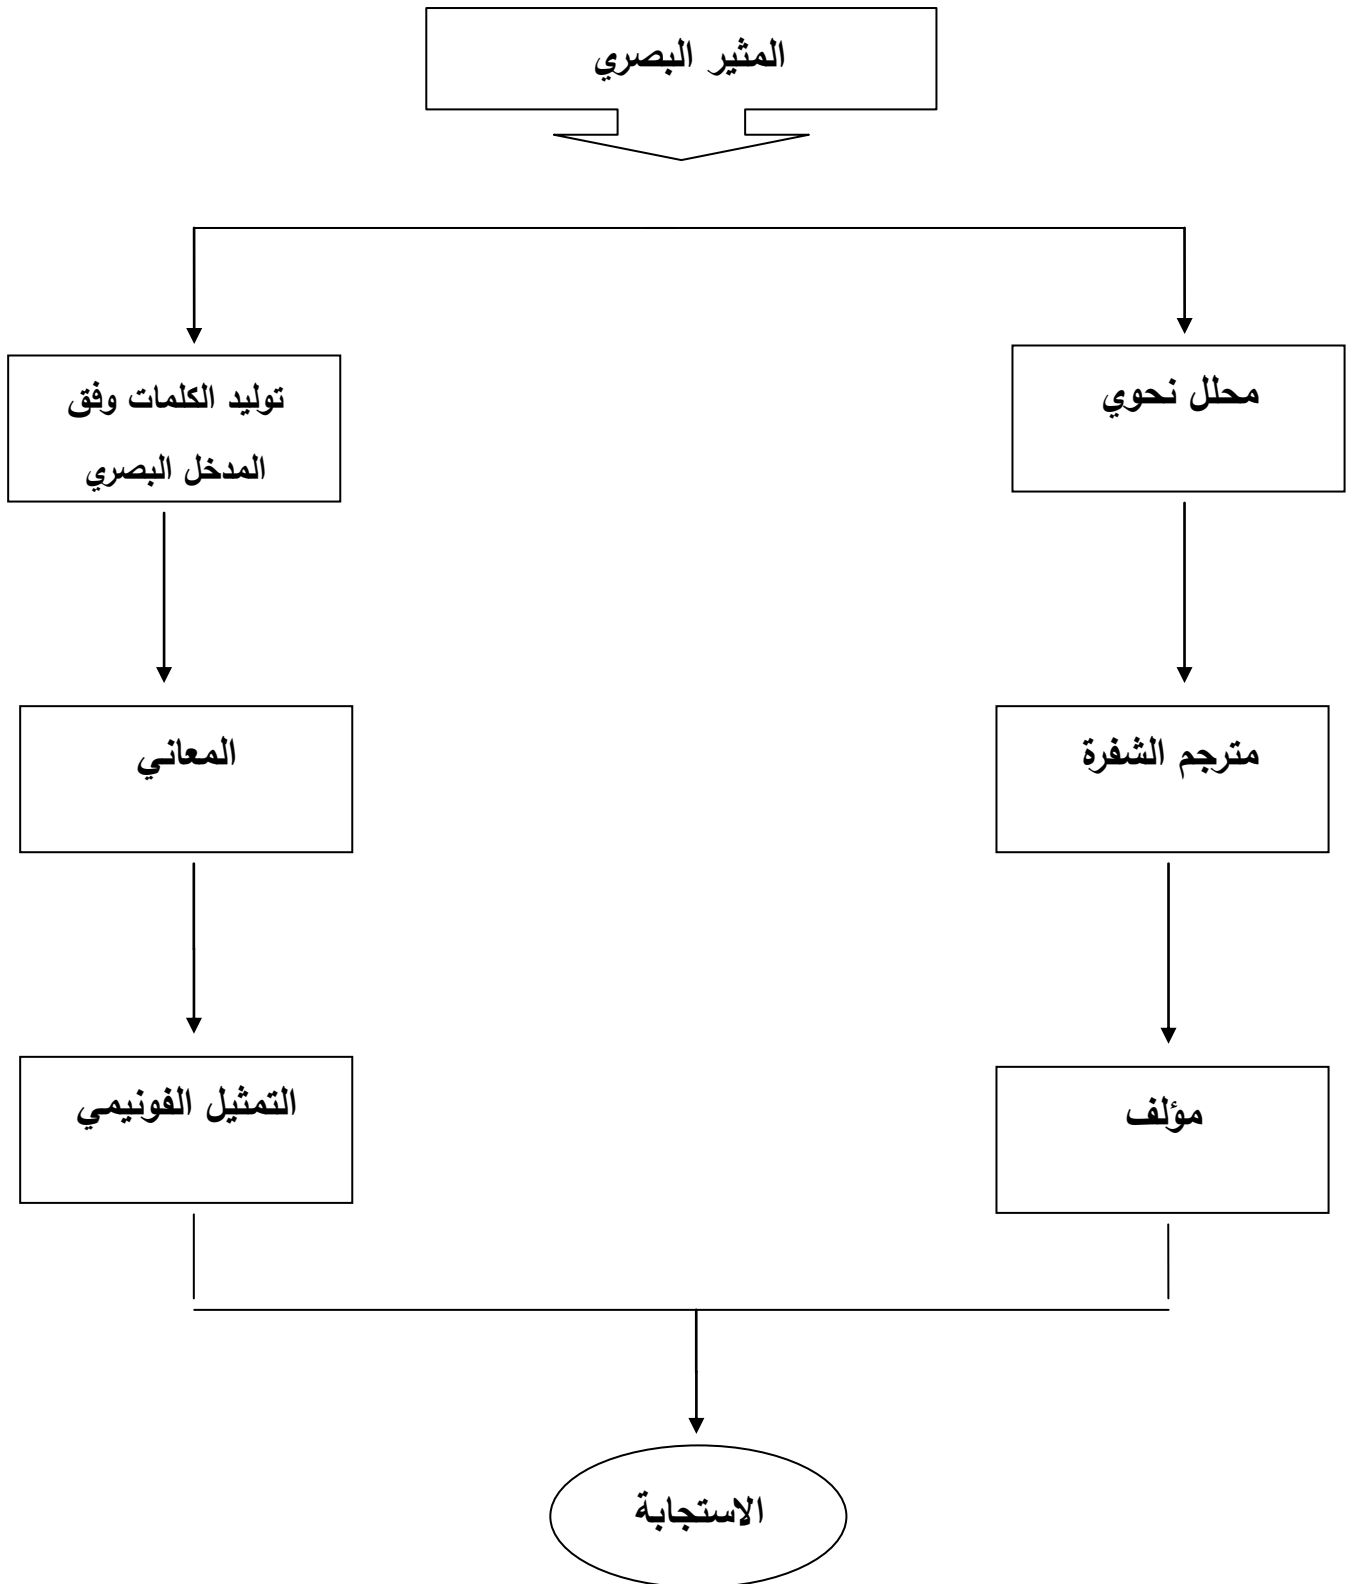 المثير البصري
محلل نحوي
توليد الكلمات وفق
المدخل البصري
مترجم الشفرة
المعاني
مؤلف
التمثيل الفونيمي
الاستجابة